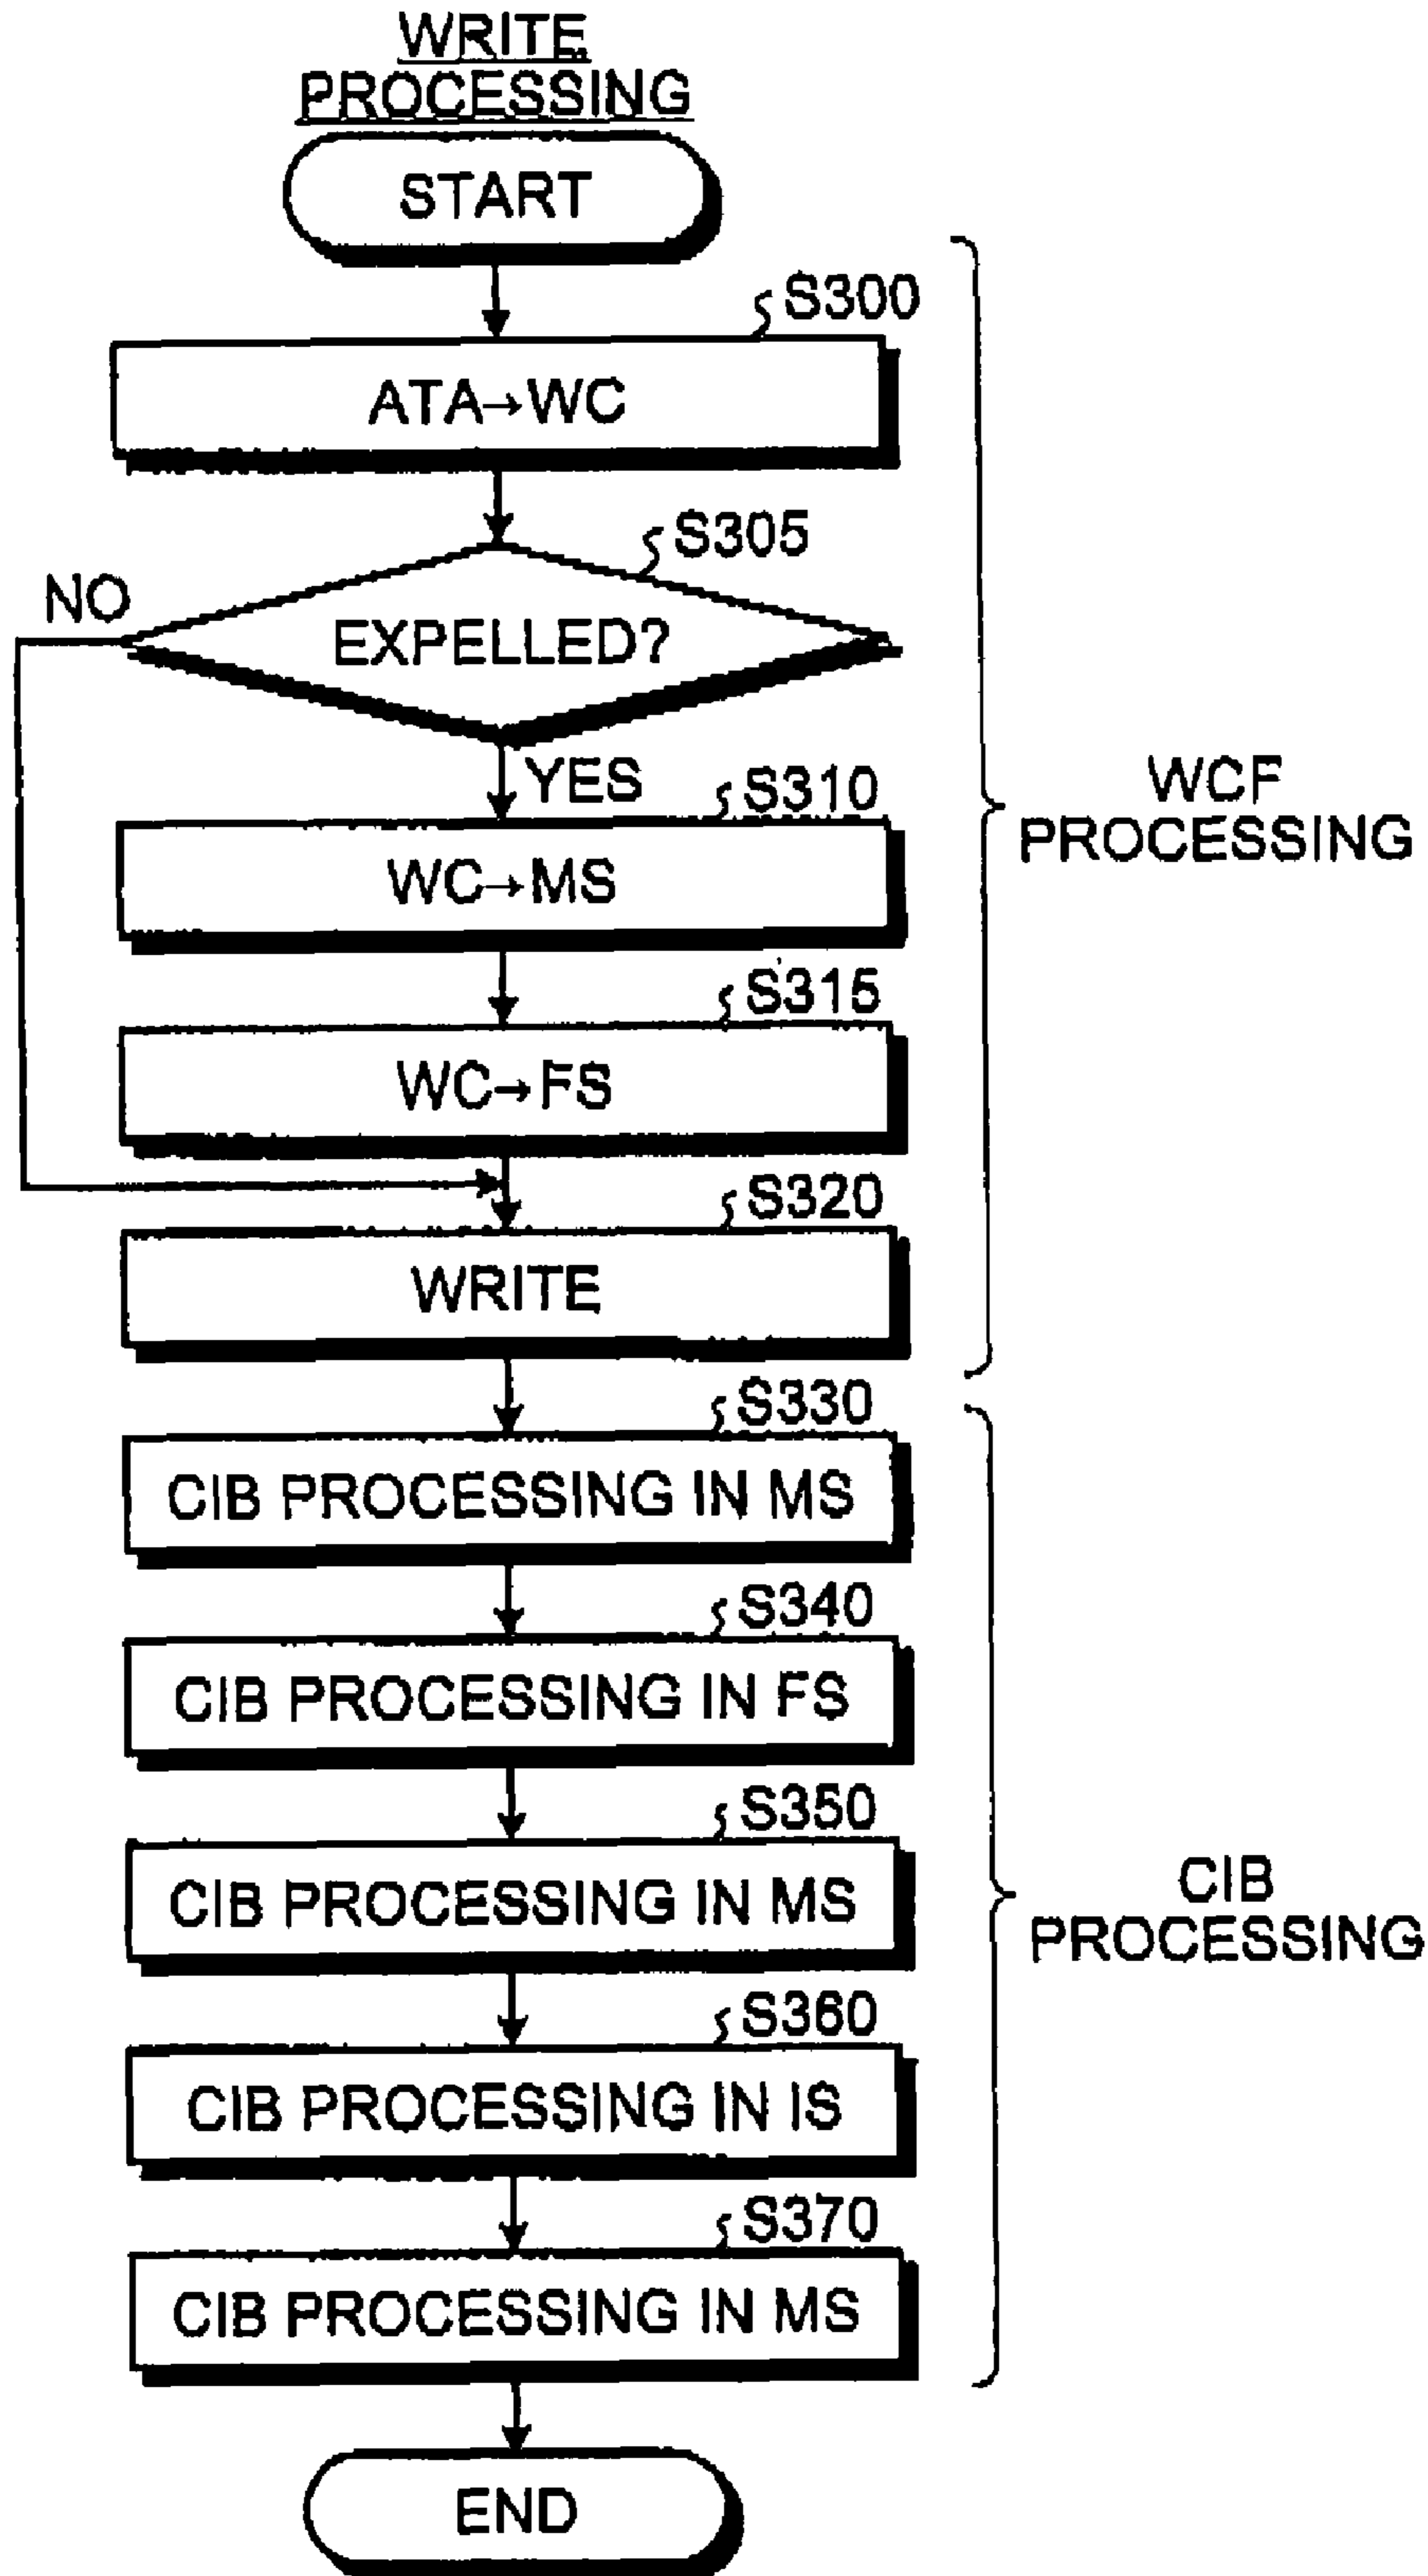 WRITE
PROCESSING
START
S300
ATA→WC
S305
NO
EXPELLED?
YES
S310
WC→MS
WCF
PROCESSING
S315
WC→FS
S320
WRITE
S330
CIB PROCESSING IN MS
S340
CIB PROCESSING IN FS
S350
CIB PROCESSING IN MS
CIB
PROCESSING
S360
CIB PROCESSING IN IS
S370
CIB PROCESSING IN MS
END